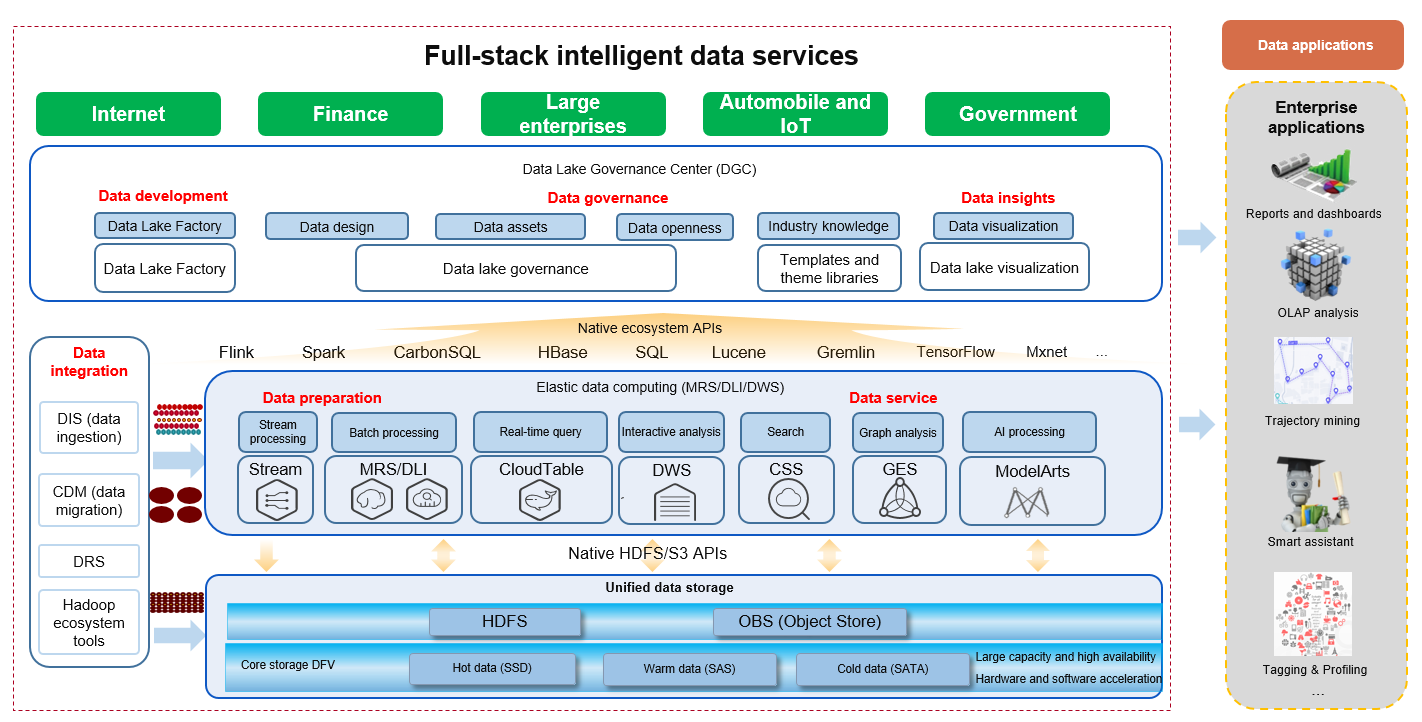 Full-stack intelligent data services
Data applications
Internet
Finance
Large
enterprises
Automobile and
IoT
Government
Data Lake Governance Center (DGC)
Data development
Data governance
Data insights
Data Lake Factory
Data design
Data assets
Data openness
Industry knowledge
Data visualization
Data Lake Factory
Data lake governance
Templates and
theme libraries
Data lake visualization
Native ecosystem APIs
Flink
Spark
CarbonSQL
HBase
SQL
Lucene
Gremlin
TensorFlow
Mxnet
...
Data
integration
DIS (data
ingestion)
CDM (data
migration)
DRS
Hadoop
ecosystem
tools
Elastic data computing (MRS/DLI/DWS)
Data preparation
Data service
Stream
processing
Batch processing
Real-time query
Interactive analysis
Search
Graph analysis
AI processing
Stream
MRS/DLI
CloudTable
DWS
CSS
GES
ModelArts
Native HDFS/S3 APIs
Unified data storage
HDFS
OBS (Object Store)
Core storage DFV
Hot data (SSD)
Warm data (SAS)
Cold data (SATA)
Large capacity and high availability
Hardware and software acceleration
Enterprise
applications
Reports and dashboards
OLAP analysis
Trajectory mining
Smart assistant
Tagging & Profiling
...